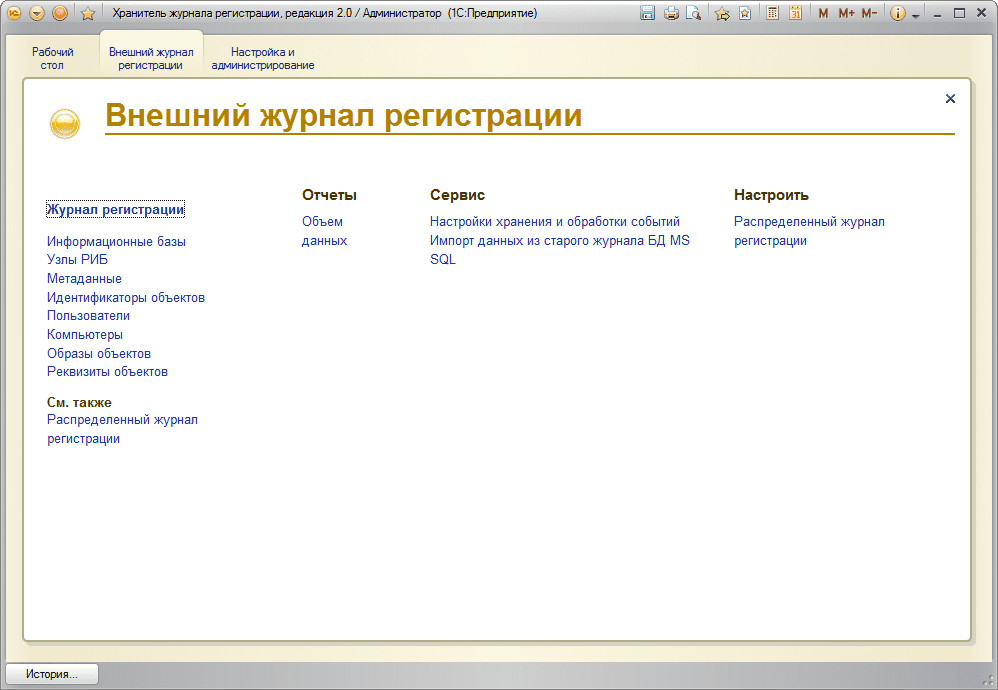 Хранитель журнала регистрации, редакция 2.0 / Администратор (1С:Предприятие)
31
M M+ M-
Рабочий
стол
Внешний журнал
регистрации
Настройка и
администрирование
Внешний журнал регистрации
Журнал регистрации
Информационные базы
Узлы РИБ
Метаданные
Идентификаторы объектов
Пользователи
Компьютеры
Образы объектов
Реквизиты объектов
См. также
Распределенный журнал
регистрации
Отчеты
Объем
данных
Сервис
Настройки хранения и обработки событий
Импорт данных из старого журнала БД MS
SQL
Настроить
Распределенный журнал
регистрации
История...